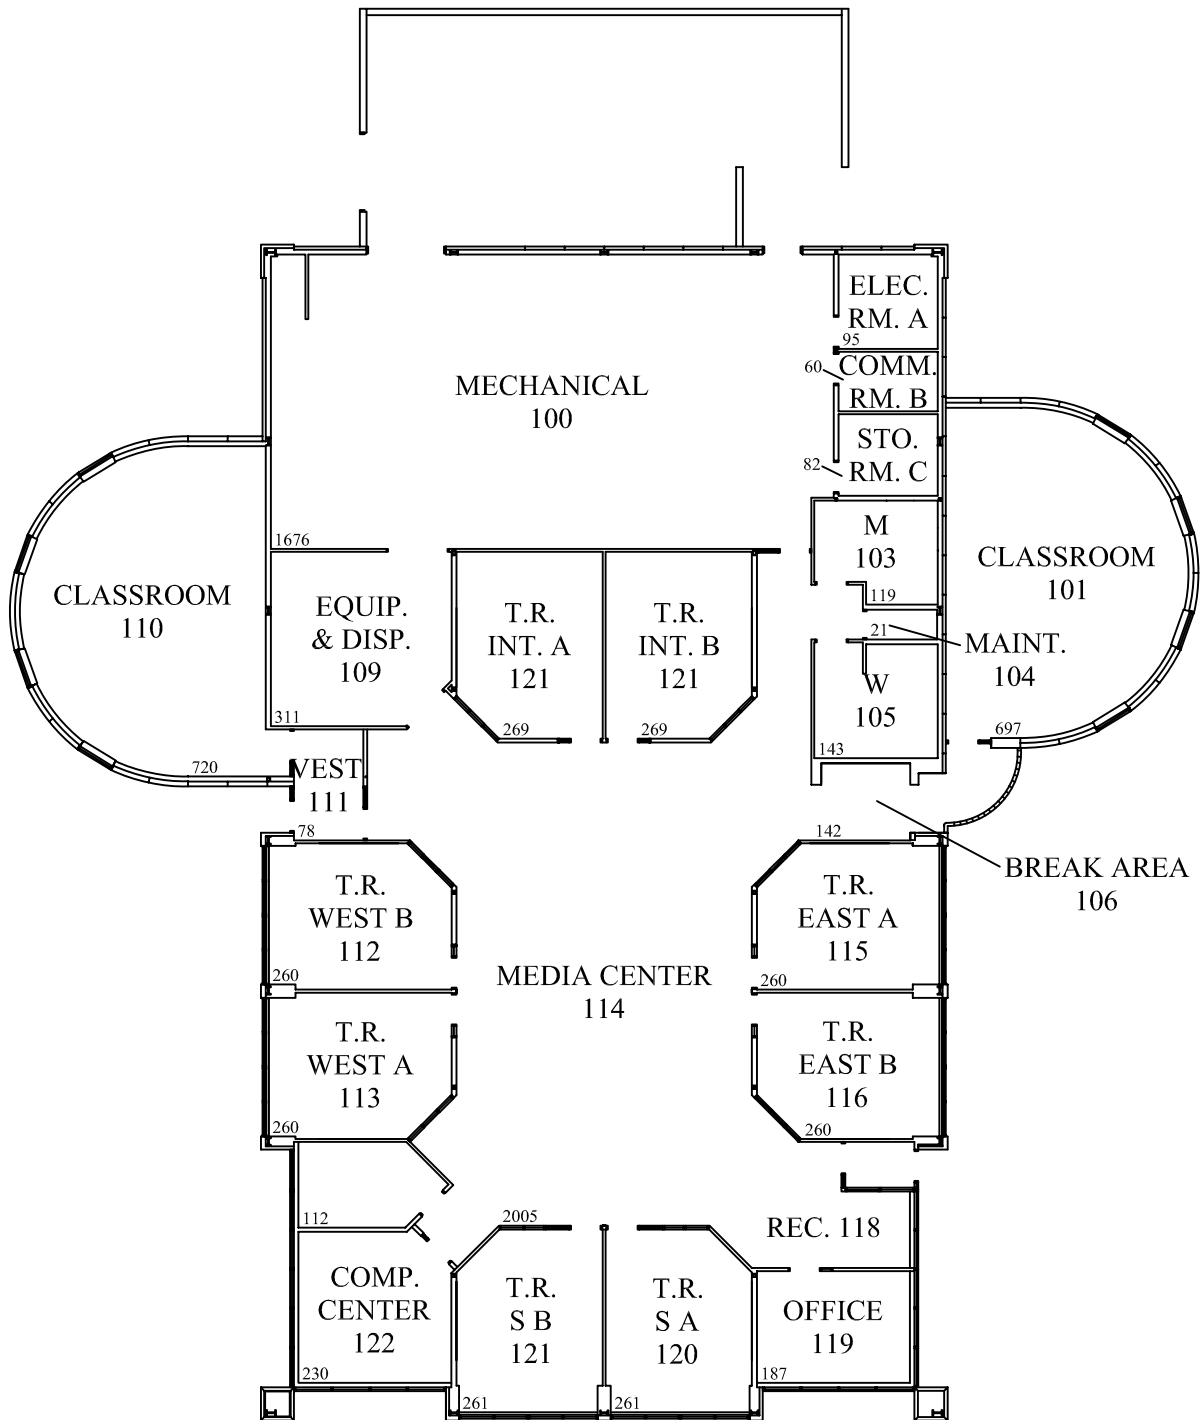 ELEC.
RM. A
95
60
COMM.
RM. B
MECHANICAL
100
STO.
RM. C
82
M
103
1676
CLASSROOM
101
CLASSROOM
110
EQUIP.
& DISP.
109
T.R.
INT. A
121
T.R.
INT. B
121
119
21
MAINT.
104
W
105
311
269
269
697
143
720
VEST
111
78
142
BREAK AREA
106
T.R.
WEST B
112
T.R.
EAST A
115
260
MEDIA CENTER
114
260
T.R.
WEST A
113
T.R.
EAST B
116
260
260
112
2005
REC. 118
COMP.
CENTER
122
T.R.
S B
121
T.R.
S A
120
OFFICE
119
230
187
261
261